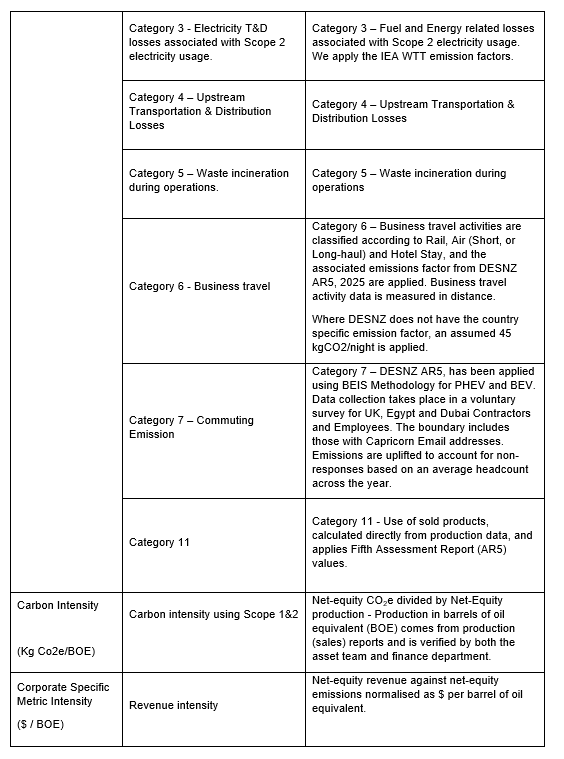 Category 3 - Electricity T&D
losses associated with Scope 2
electricity usage.
Category 3 – Fuel and Energy related losses
associated with Scope 2 electricity usage.
We apply the IEA WTT emission factors.
Category 4 – Upstream
Transportation & Distribution
Losses
Category 4 – Upstream Transportation &
Distribution Losses
Category 5 – Waste incineration
during operations.
Category 5 – Waste incineration during
operations
Category 6 - Business travel
Category 6 – Business travel activities are
classified according to Rail, Air (Short, or
Long-haul) and Hotel Stay, and the
associated emissions factor from DESNZ
AR5, 2025 are applied. Business travel
activity data is measured in distance.
Where DESNZ does not have the country
specific emission factor, an assumed 45
kgCO2/night is applied.
Category 7 – Commuting
Emission
Category 7 – DESNZ AR5, has been applied
using BEIS Methodology for PHEV and BEV.
Data collection takes place in a voluntary
survey for UK, Egypt and Dubai Contractors
and Employees. The boundary includes
those with Capricorn Email addresses.
Emissions are uplifted to account for non-
responses based on an average headcount
across the year.
Category 11
Category 11 - Use of sold products,
calculated directly from production data, and
applies Fifth Assessment Report (AR5)
values.
Carbon Intensity
(Kg Co2e/BOE)
Carbon intensity using Scope 1&2
Net-equity CO₂e divided by Net-Equity
production - Production in barrels of oil
equivalent (BOE) comes from production
(sales) reports and is verified by both the
asset team and finance department.
Corporate Specific
Metric Intensity
($ / BOE)
Revenue intensity
Net-equity revenue against net-equity
emissions normalised as $ per barrel of oil
equivalent.